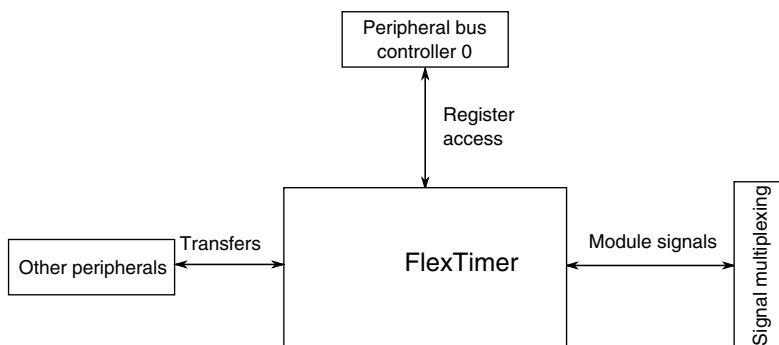 Peripheral bus
controller 0
Register
access
Transfers
Other peripherals
FlexTimer
Module signals
Signal multiplexing